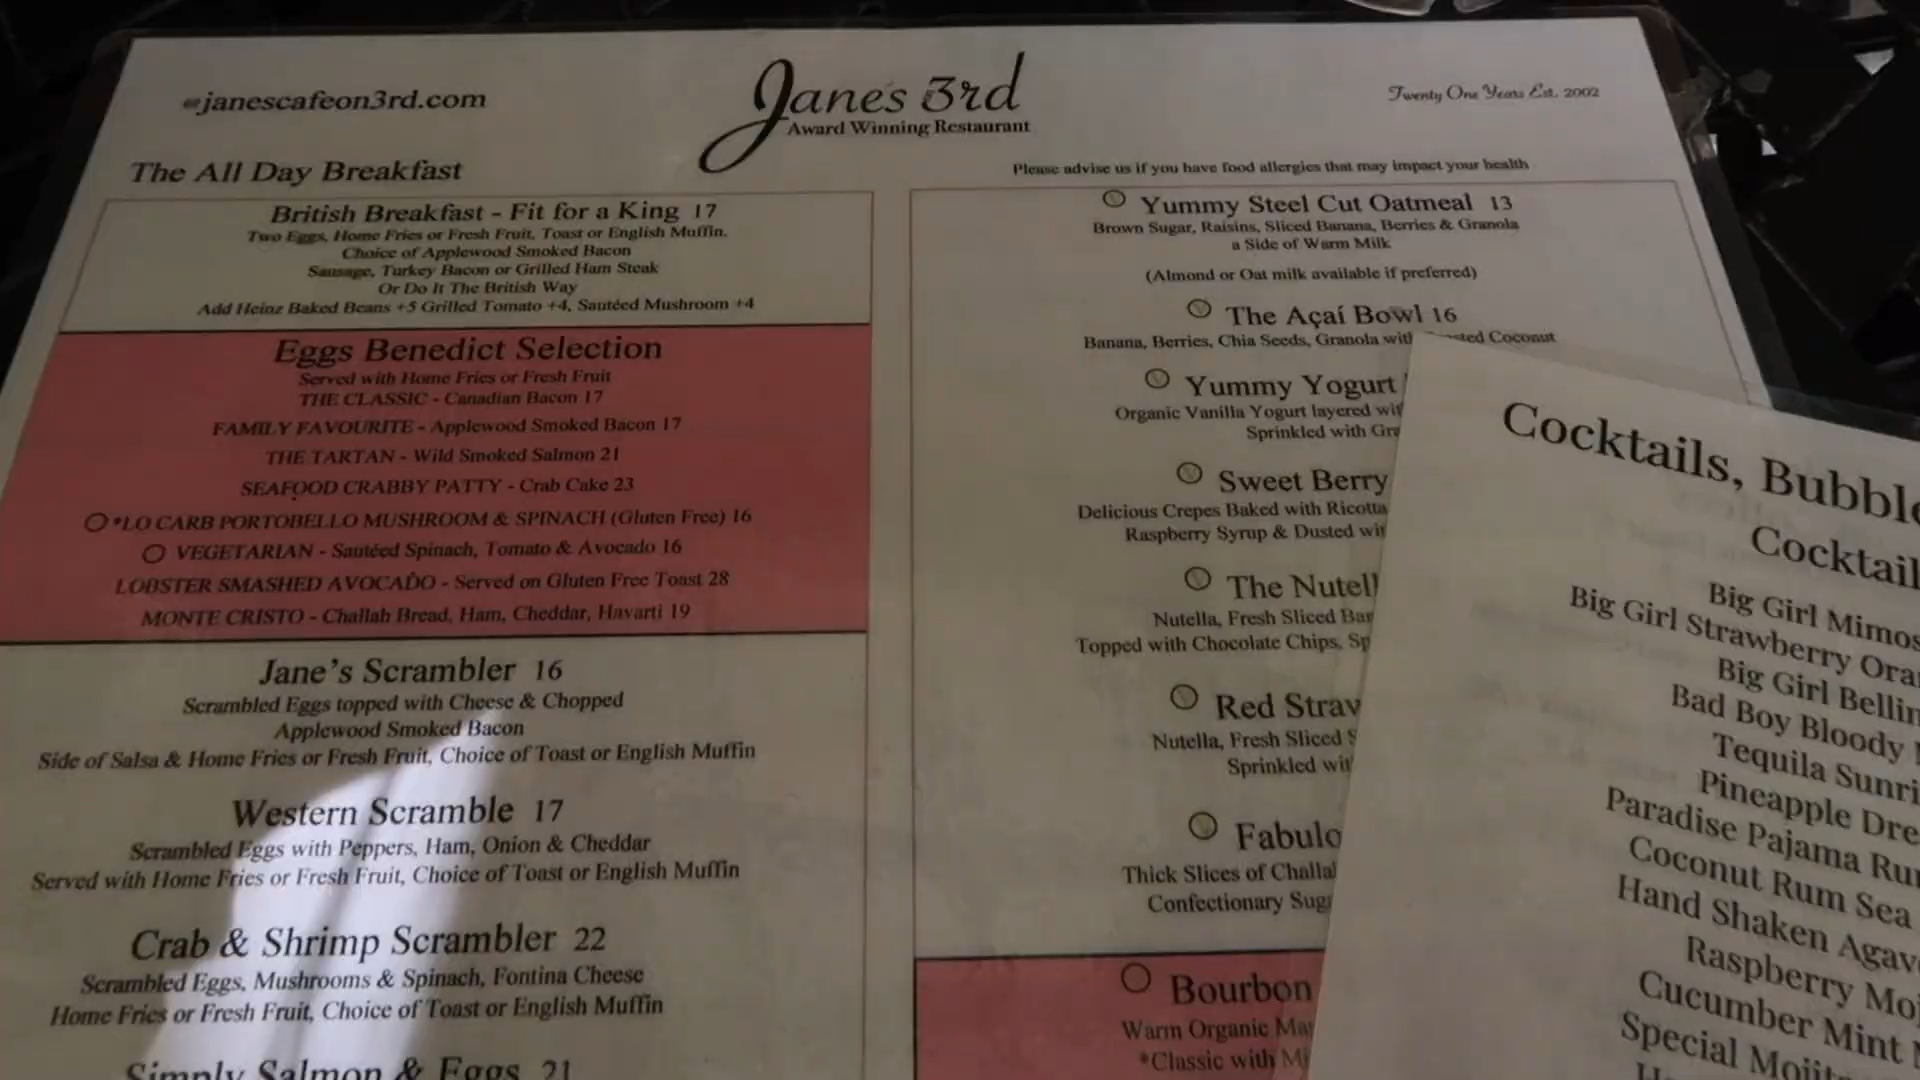 @janescafeon3rd.com
Jane's 3rd
Award Winning Restaurant
Twenty One Years Est. 2002
The All Day Breakfast
Please advise us if you have food allergies that may impact your health
British Breakfast - Fit for a King 17
Two Eggs, Home Fries or Fresh Fruit, Toast or English Muffin.
Choice of Applewood Smoked Bacon
Sausage, Turkey Bacon or Grilled Ham Steak
Or Do It The British Way
Add Heinz Baked Beans +5 Grilled Tomato +4, Sautéed Mushroom +4
Eggs Benedict Selection
Served with Home Fries or Fresh Fruit
THE CLASSIC - Canadian Bacon 17
FAMILY FAVOURITE - Applewood Smoked Bacon 17
THE TARTAN - Wild Smoked Salmon 21
SEAFOOD CRABBY PATTY - Crab Cake 23
*LO CARB PORTOBELLO MUSHROOM & SPINACH (Gluten Free) 16
VEGETARIAN - Sautéed Spinach, Tomato & Avocado 16
LOBSTER SMASHED AVOCADO - Served on Gluten Free Toast 28
MONTE CRISTO - Challah Bread, Ham, Cheddar, Havarti 19
Jane's Scrambler 16
Scrambled Eggs topped with Cheese & Chopped
Applewood Smoked Bacon
Side of Salsa & Home Fries or Fresh Fruit, Choice of Toast or English Muffin
Western Scramble 17
Scrambled Eggs with Peppers, Ham, Onion & Cheddar
Served with Home Fries or Fresh Fruit, Choice of Toast or English Muffin
Crab & Shrimp Scrambler 22
Scrambled Eggs, Mushrooms & Spinach, Fontina Cheese
Home Fries or Fresh Fruit, Choice of Toast or English Muffin
Simply Salmon & Eggs 21
V Yummy Steel Cut Oatmeal 13
Brown Sugar, Raisins, Sliced Banana, Berries & Granola
a Side of Warm Milk
(Almond or Oat milk available if preferred)
V The Açaí Bowl 16
Banana, Berries, Chia Seeds, Granola with Coconut
V Yummy Yogurt
Organic Vanilla Yogurt layered
Sprinkled with
V Sweet Berry
Delicious Crepes Baked with Ricotta
Raspberry Syrup & Dusted
V The
Nutella, Fresh Sliced
Topped with Chocolate Chips,
V Red
Nutella, Fresh Sliced
Sprinkled
V
Thick Slices of
Confectionary
Bourbon
Warm Organic
*Classic with
Cocktails,
Big Girl
Big Girl Strawberry
Big Girl
Bad Boy Bloody
Tequila
Pineapple
Paradise Pajama
Coconut Rum Sea
Hand Shaken
Raspberry
Cucumber Mint
Special